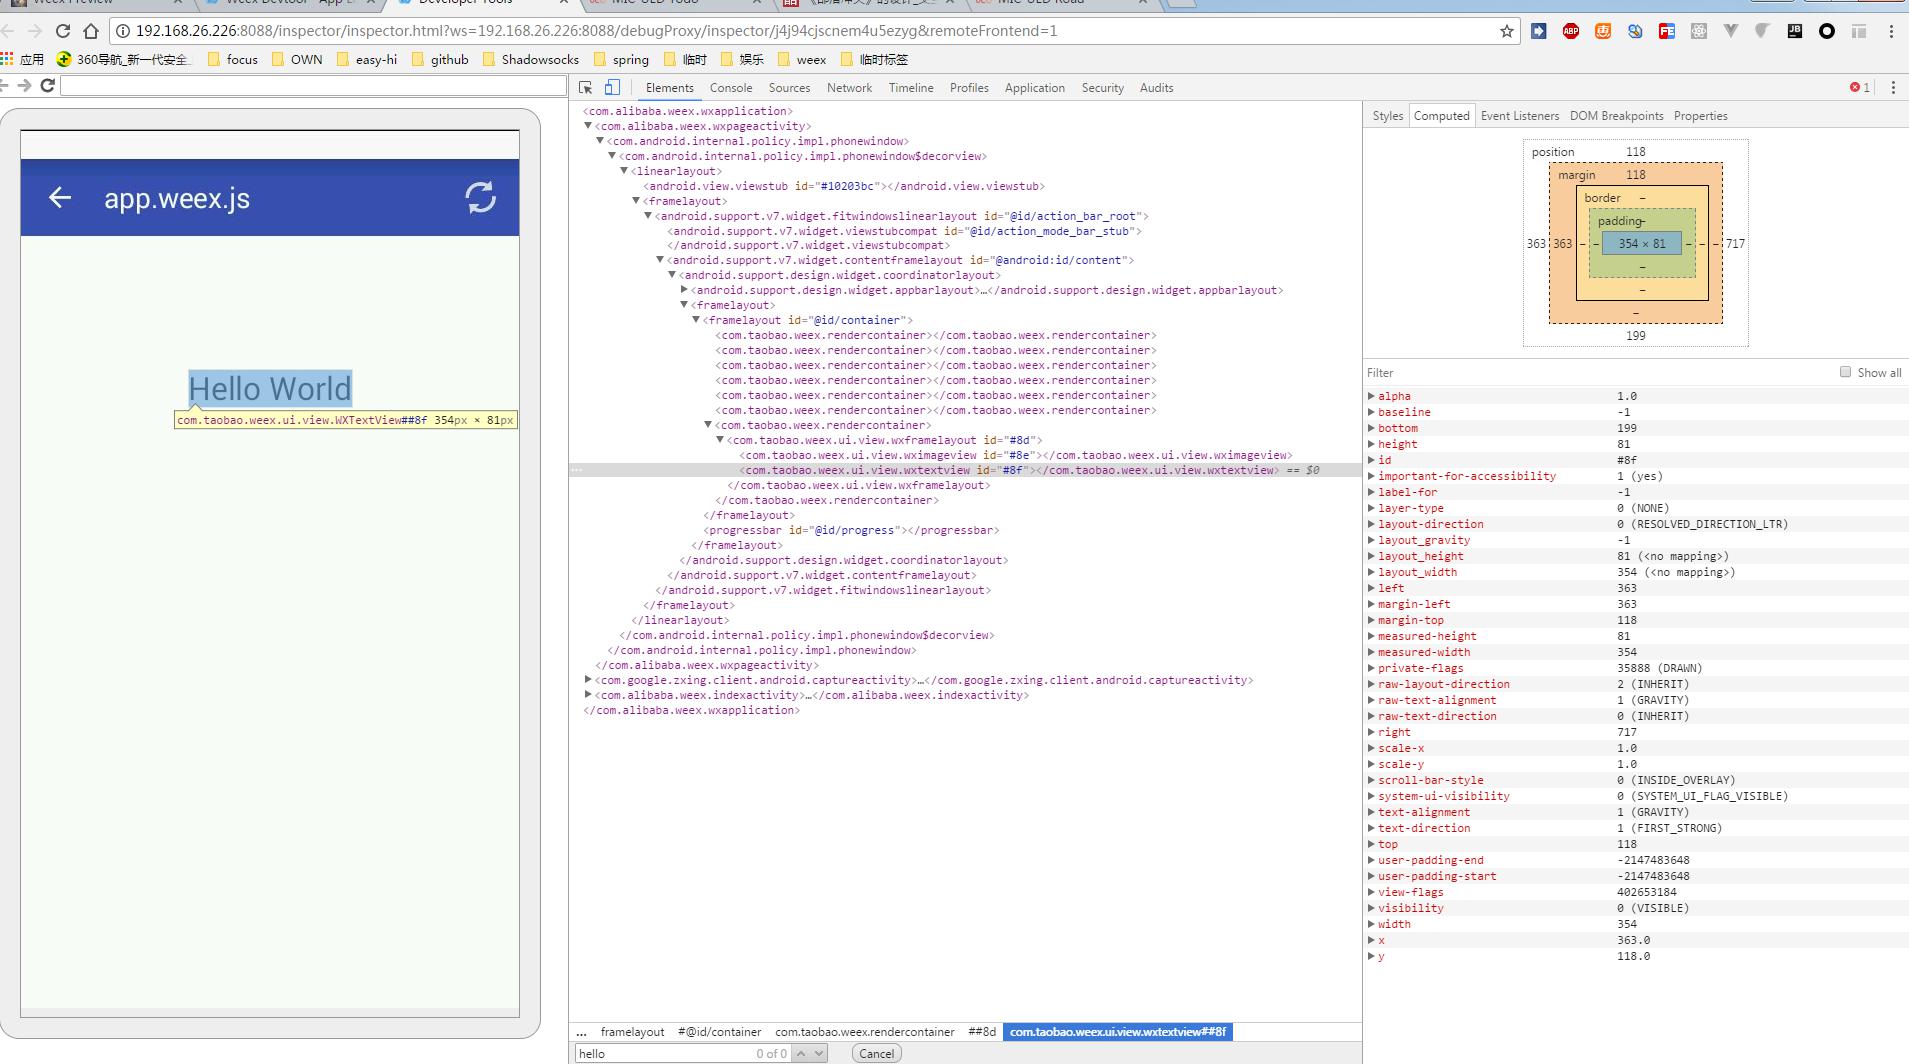 Weex Preview
Weex Devtool
Developer Tools
192.168.26.226:8088/inspector/inspector.html?ws=192.168.26.226:8088/debugProxy/inspector/j4j94cjscnem4u5ezyg&remoteFrontend=1
应用 360导航_新一代安全 focus OWN easy-hi github Shadowsocks spring 临时 娱乐 weex 临时标签
Elements Console Sources Network Timeline Profiles Application Security Audits 1
app.weex.js
Hello World
com.taobao.weex.ui.view.WXTextView##8f 354px × 81px
<com.alibaba.weex.wxapplication>
<com.alibaba.weex.wxpageactivity>
<com.android.internal.policy.impl.phonewindow>
<com.android.internal.policy.impl.phonewindow$decorview>
<linearlayout>
<android.view.viewstub id="#10203bc"></android.view.viewstub>
<framelayout>
<android.support.v7.widget.fitwindowslinearlayout id="@id/action_bar_root">
<android.support.v7.widget.viewstubcompat id="@id/action_mode_bar_stub">
</android.support.v7.widget.viewstubcompat>
<android.support.v7.widget.contentframelayout id="@android:id/content">
<android.support.design.widget.coordinatorlayout>
<android.support.design.widget.appbarlayout>…</android.support.design.widget.appbarlayout>
<framelayout>
<framelayout id="@id/container">
<com.taobao.weex.rendercontainer></com.taobao.weex.rendercontainer>
<com.taobao.weex.rendercontainer></com.taobao.weex.rendercontainer>
<com.taobao.weex.rendercontainer></com.taobao.weex.rendercontainer>
<com.taobao.weex.rendercontainer></com.taobao.weex.rendercontainer>
<com.taobao.weex.rendercontainer></com.taobao.weex.rendercontainer>
<com.taobao.weex.rendercontainer></com.taobao.weex.rendercontainer>
<com.taobao.weex.rendercontainer>
<com.taobao.weex.ui.view.wxframelayout id="#8d">
<com.taobao.weex.ui.view.wximageview id="#8e"></com.taobao.weex.ui.view.wximageview>
… <com.taobao.weex.ui.view.wxtextview id="#8f"></com.taobao.weex.ui.view.wxtextview> == $0
</com.taobao.weex.ui.view.wxframelayout>
</com.taobao.weex.rendercontainer>
</framelayout>
<progressbar id="@id/progress"></progressbar>
</framelayout>
</android.support.design.widget.coordinatorlayout>
</android.support.v7.widget.contentframelayout>
</android.support.v7.widget.fitwindowslinearlayout>
</framelayout>
</linearlayout>
</com.android.internal.policy.impl.phonewindow$decorview>
</com.android.internal.policy.impl.phonewindow>
</com.alibaba.weex.wxpageactivity>
<com.google.zxing.client.android.captureactivity>…</com.google.zxing.client.android.captureactivity>
<com.alibaba.weex.indexactivity>…</com.alibaba.weex.indexactivity>
</com.alibaba.weex.wxapplication>
... framelayout #@id/container com.taobao.weex.rendercontainer ##8d com.taobao.weex.ui.view.wxtextview##8f
hello 0 of 0 Cancel
Styles Computed Event Listeners DOM Breakpoints Properties
position 118
margin 118
border –
padding –
363 363 – – 354 × 81 – – 717
–
–
–
199
Filter Show all
alpha 1.0
baseline -1
bottom 199
height 81
id #8f
important-for-accessibility 1 (yes)
label-for -1
layer-type 0 (NONE)
layout-direction 0 (RESOLVED_DIRECTION_LTR)
layout_gravity -1
layout_height 81 (<no mapping>)
layout_width 354 (<no mapping>)
left 363
margin-left 363
margin-top 118
measured-height 81
measured-width 354
private-flags 35888 (DRAWN)
raw-layout-direction 2 (INHERIT)
raw-text-alignment 1 (GRAVITY)
raw-text-direction 0 (INHERIT)
right 717
scale-x 1.0
scale-y 1.0
scroll-bar-style 0 (INSIDE_OVERLAY)
system-ui-visibility 0 (SYSTEM_UI_FLAG_VISIBLE)
text-alignment 1 (GRAVITY)
text-direction 1 (FIRST_STRONG)
top 118
user-padding-end -2147483648
user-padding-start -2147483648
view-flags 402653184
visibility 0 (VISIBLE)
width 354
x 363.0
y 118.0